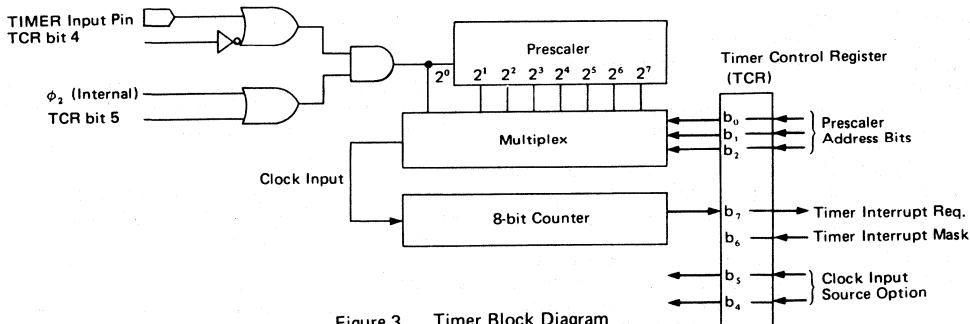 TIMER Input Pin
TCR bit 4
φ₂ (Internal)
TCR bit 5
Prescaler
2⁰ 2¹ 2² 2³ 2⁴ 2⁵ 2⁶ 2⁷
Multiplex
Clock Input
8-bit Counter
Timer Control Register
(TCR)
b₀
b₁
b₂
Prescaler
Address Bits
b₇
Timer Interrupt Req.
b₆
Timer Interrupt Mask
b₅
b₄
Clock Input
Source Option
Figure 3 Timer Block Diagram